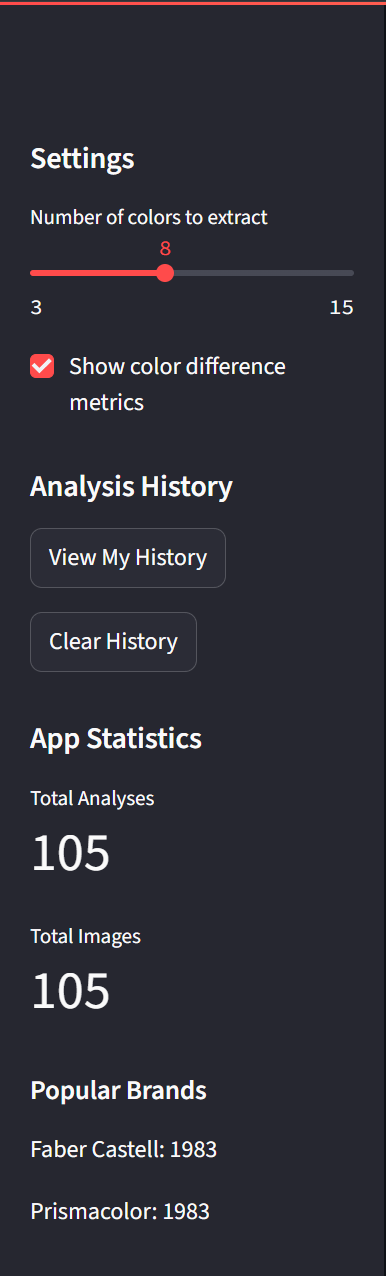 Settings
Number of colors to extract
8
3 15
Show color difference
metrics
Analysis History
View My History
Clear History
App Statistics
Total Analyses
105
Total Images
105
Popular Brands
Faber Castell: 1983
Prismacolor: 1983